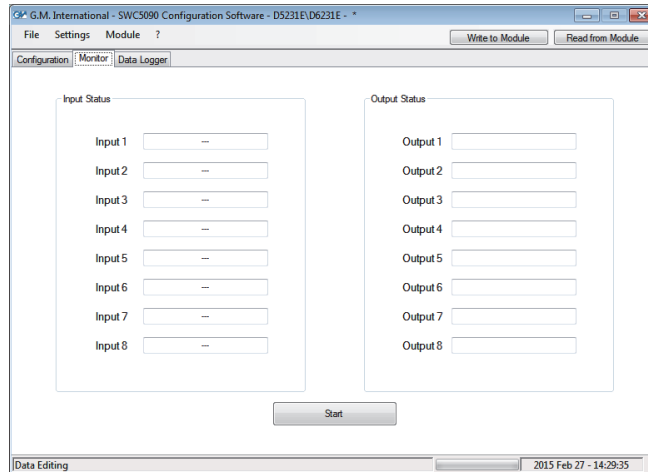 G.M. International - SWC5090 Configuration Software - D5231E\D6231E - *
File Settings Module ? Write to Module Read from Module
Configuration Monitor Data Logger
Input Status Output Status
Input 1 --- Output 1
Input 2 --- Output 2
Input 3 --- Output 3
Input 4 --- Output 4
Input 5 --- Output 5
Input 6 --- Output 6
Input 7 --- Output 7
Input 8 --- Output 8
Start
Data Editing 2015 Feb 27 - 14:29:35